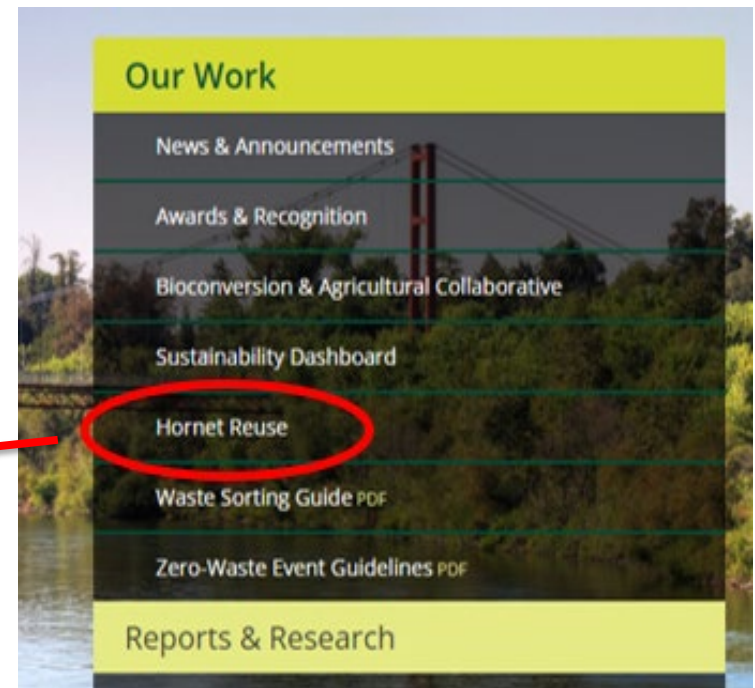 Our Work
News & Announcements
Awards & Recognition
Bioconversion & Agricultural Collaborative
Sustainability Dashboard
Hornet Reuse
Waste Sorting Guide PDF
Zero-Waste Event Guidelines PDF
Reports & Research